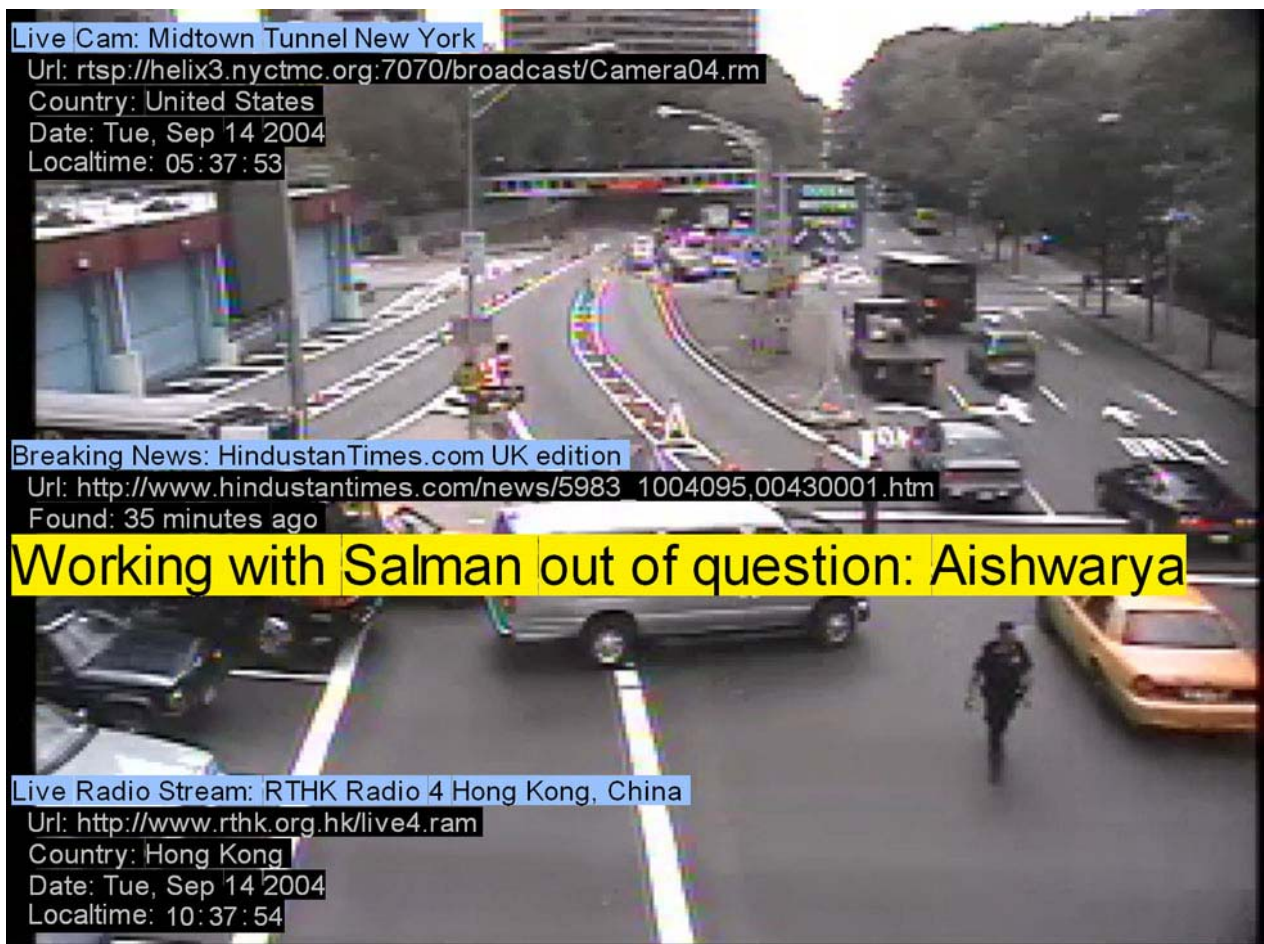 Live Cam: Midtown Tunnel New York
Url: rtsp://helix3.nyctmc.org:7070/broadcast/Camera04.rm
Country: United States
Date: Tue, Sep 14 2004
Localtime: 05:37:53
Breaking News: HindustanTimes.com UK edition
Url: http://www.hindustantimes.com/news/5983_1004095,00430001.htm
Found: 35 minutes ago
ONLY
Working with Salman out of question: Aishwarya
Live Radio Stream: RTHK Radio 4 Hong Kong, China
Url: http://www.rthk.org.hk/live4.ram
Country: Hong Kong
Date: Tue, Sep 14 2004
Localtime: 10:37:54